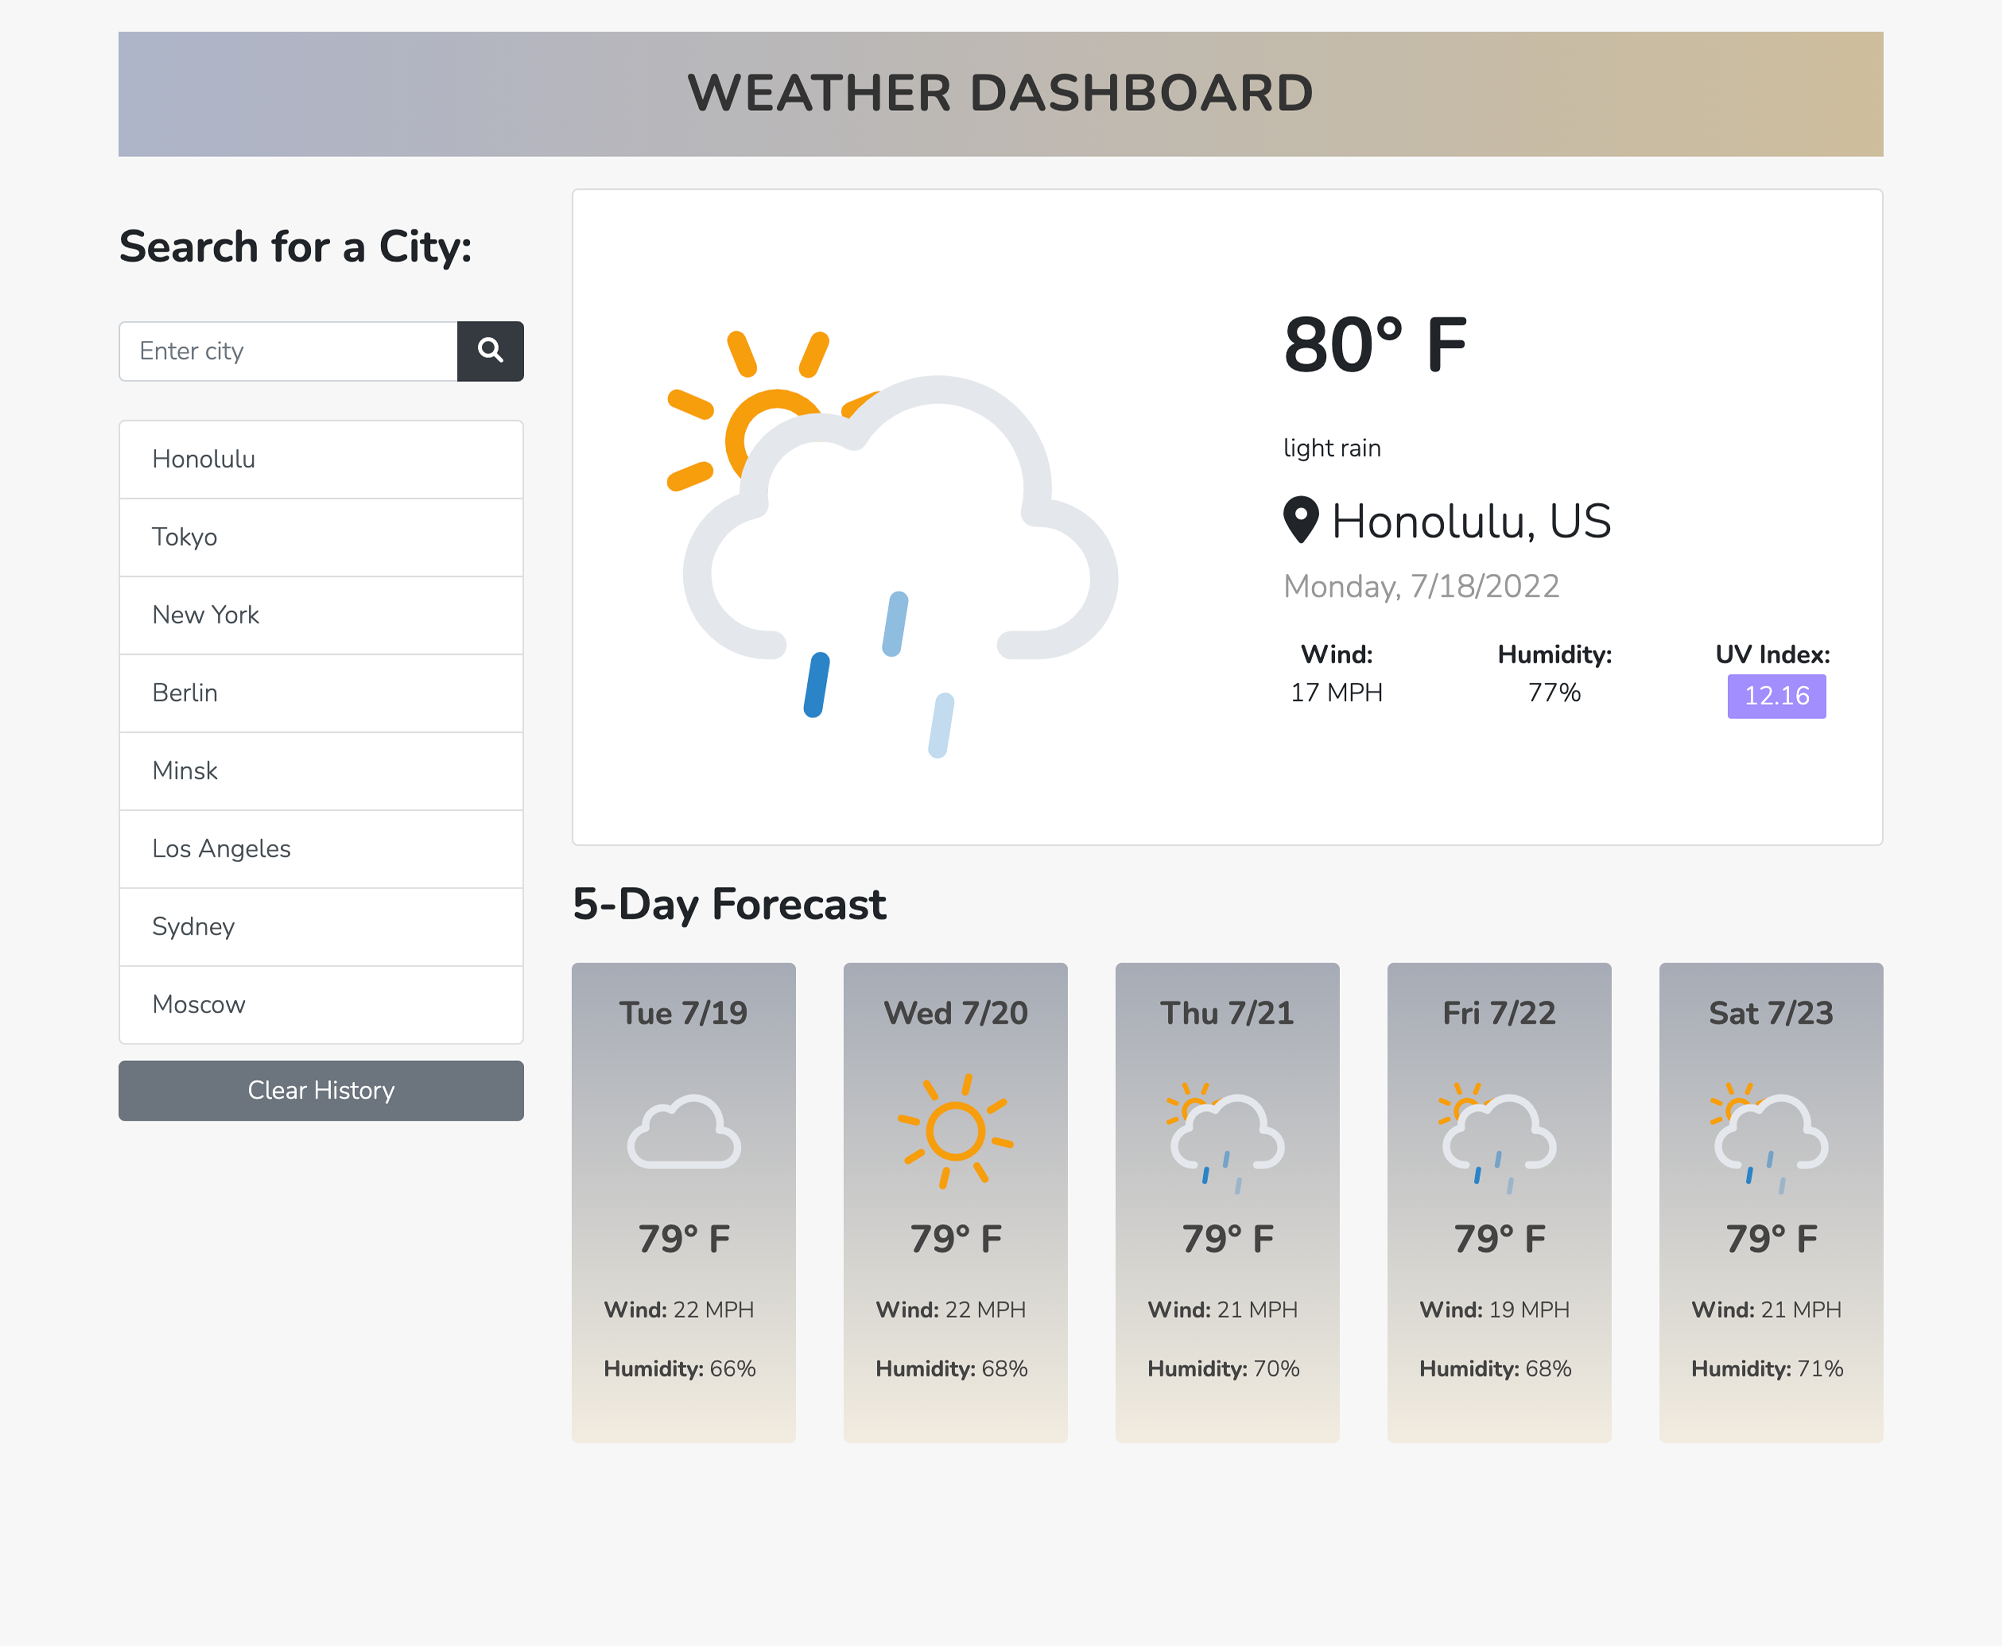 WEATHER DASHBOARD
Search for a City:
Enter city
Honolulu
Tokyo
New York
Berlin
Minsk
Los Angeles
Sydney
Moscow
Clear History
80° F
light rain
Honolulu, US
Monday, 7/18/2022
Wind: Humidity: UV Index:
17 MPH 77% 12.16
5-Day Forecast
Tue 7/19
79° F
Wind: 22 MPH
Humidity: 66%
Wed 7/20
79° F
Wind: 22 MPH
Humidity: 68%
Thu 7/21
79° F
Wind: 21 MPH
Humidity: 70%
Fri 7/22
79° F
Wind: 19 MPH
Humidity: 68%
Sat 7/23
79° F
Wind: 21 MPH
Humidity: 71%